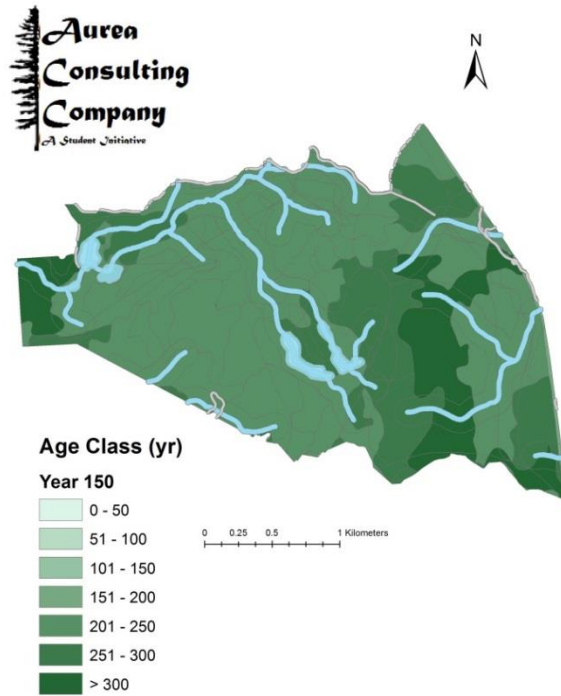 Aurea
Consulting
Company
A Student Initiative
N
Age Class (yr)
Year 150
0 - 50
51 - 100
101 - 150
151 - 200
201 - 250
251 - 300
> 300
0 0.25 0.5 1 Kilometers